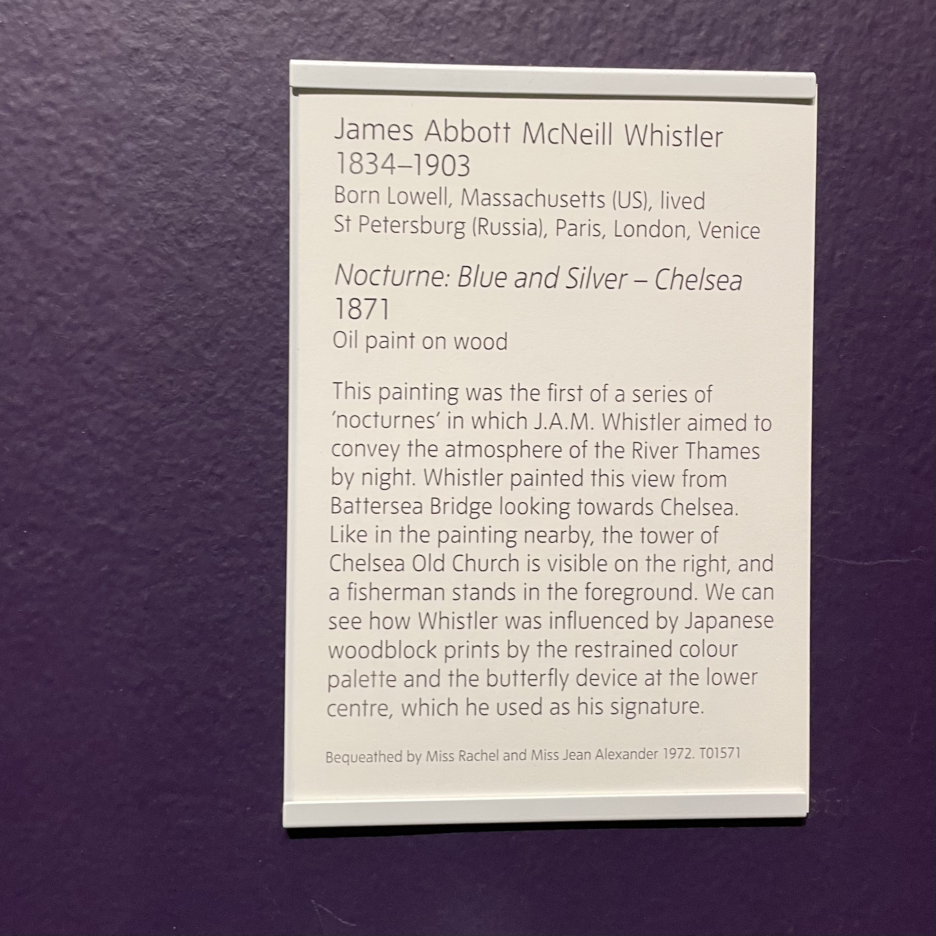 James Abbott McNeill Whistler
1834–1903
Born Lowell, Massachusetts (US), lived
St Petersburg (Russia), Paris, London, Venice
Nocturne: Blue and Silver – Chelsea
1871
Oil paint on wood
This painting was the first of a series of
‘nocturnes’ in which J.A.M. Whistler aimed to
convey the atmosphere of the River Thames
by night. Whistler painted this view from
Battersea Bridge looking towards Chelsea.
Like in the painting nearby, the tower of
Chelsea Old Church is visible on the right, and
a fisherman stands in the foreground. We can
see how Whistler was influenced by Japanese
woodblock prints by the restrained colour
palette and the butterfly device at the lower
centre, which he used as his signature.
Bequeathed by Miss Rachel and Miss Jean Alexander 1972. T01571